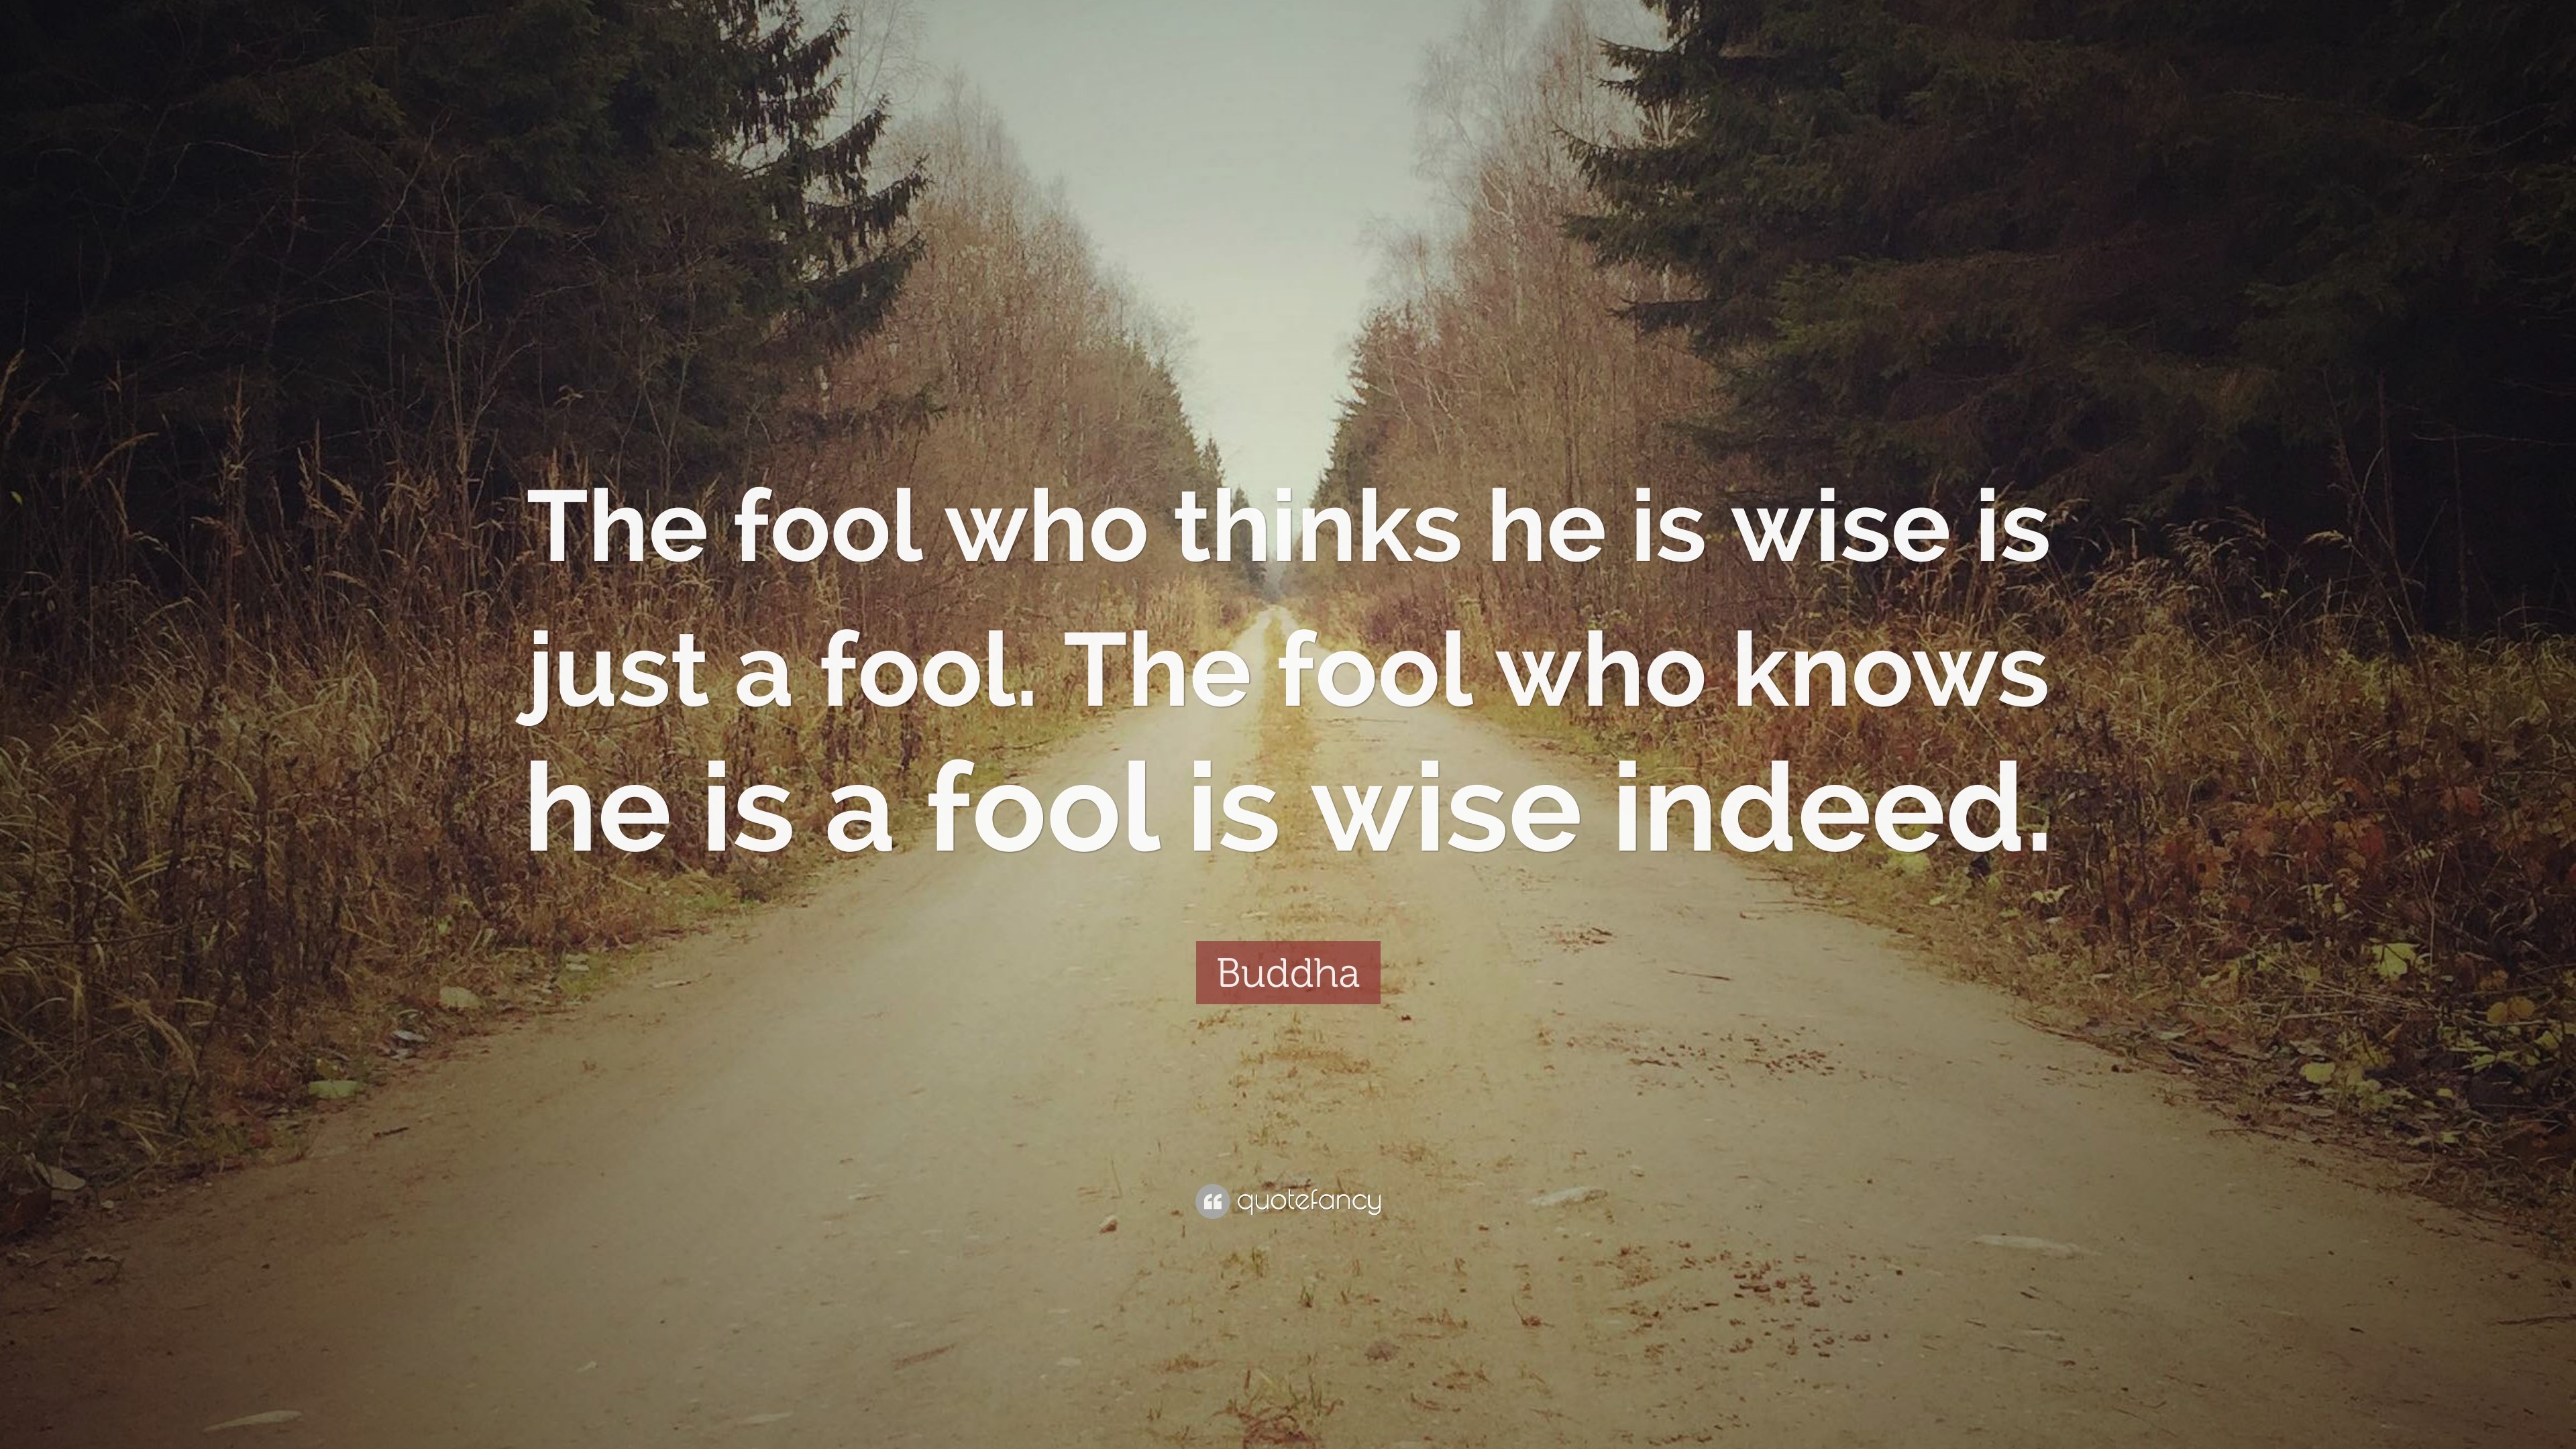 The fool who thinks he is wise is
just a fool. The fool who knows
he is a fool is wise indeed.
Buddha
quotefancy